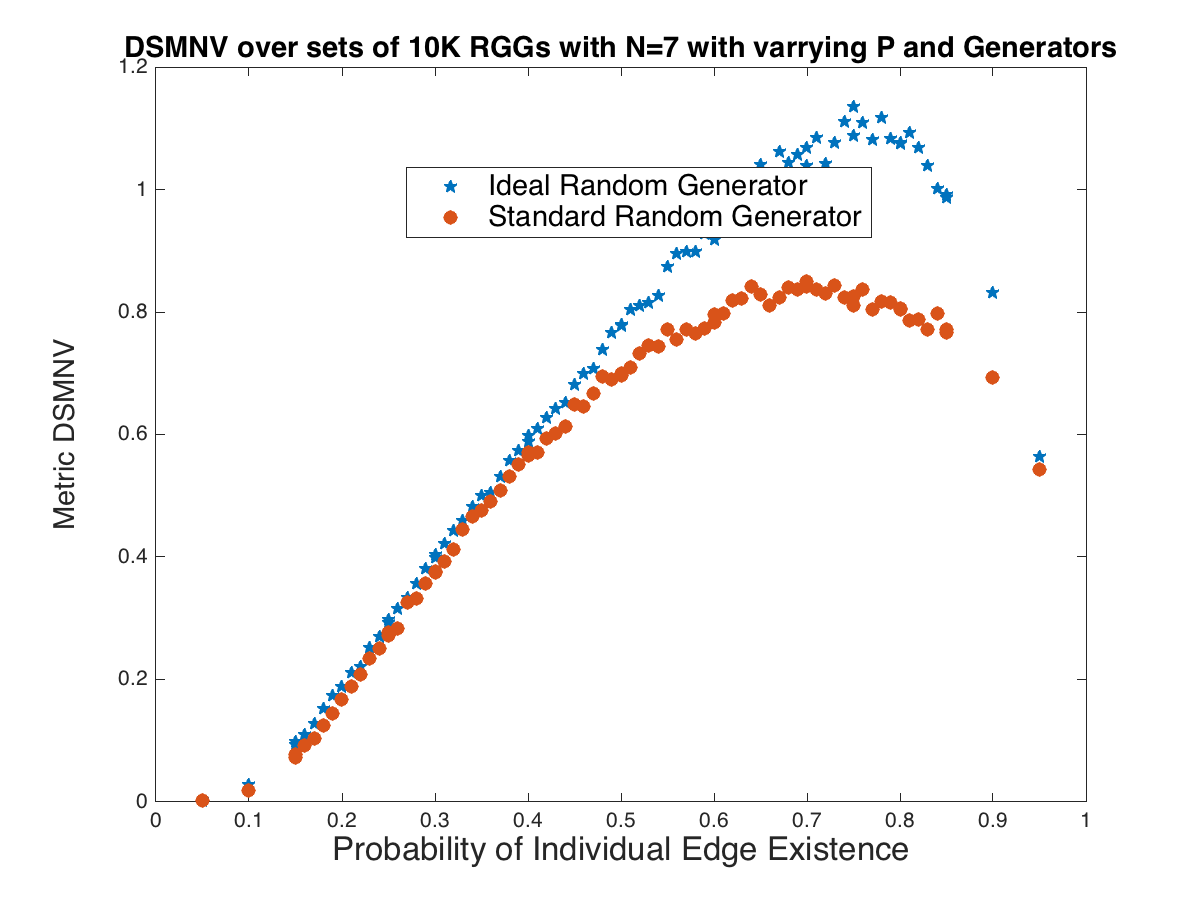 DSMNV over sets of 10K RGGs with N=7 with varrying P and Generators
1.2
1
0.8
0.6
0.4
0.2
0
Metric DSMNV
Ideal Random Generator
Standard Random Generator
0 0.1 0.2 0.3 0.4 0.5 0.6 0.7 0.8 0.9 1
Probability of Individual Edge Existence